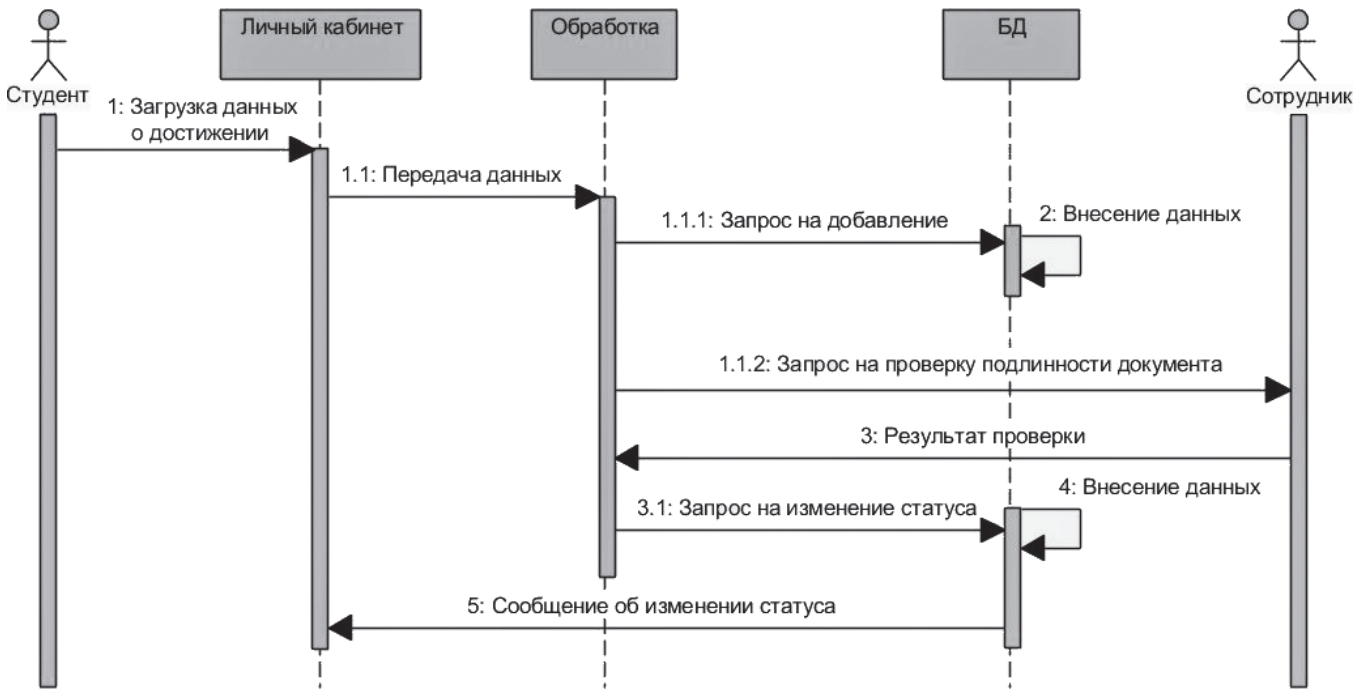 Личный кабинет
Обработка
БД
Студент
Сотрудник
1: Загрузка данных
о достижении
1.1: Передача данных
1.1.1: Запрос на добавление
2: Внесение данных
1.1.2: Запрос на проверку подлинности документа
3: Результат проверки
4: Внесение данных
3.1: Запрос на изменение статуса
5: Сообщение об изменении статуса